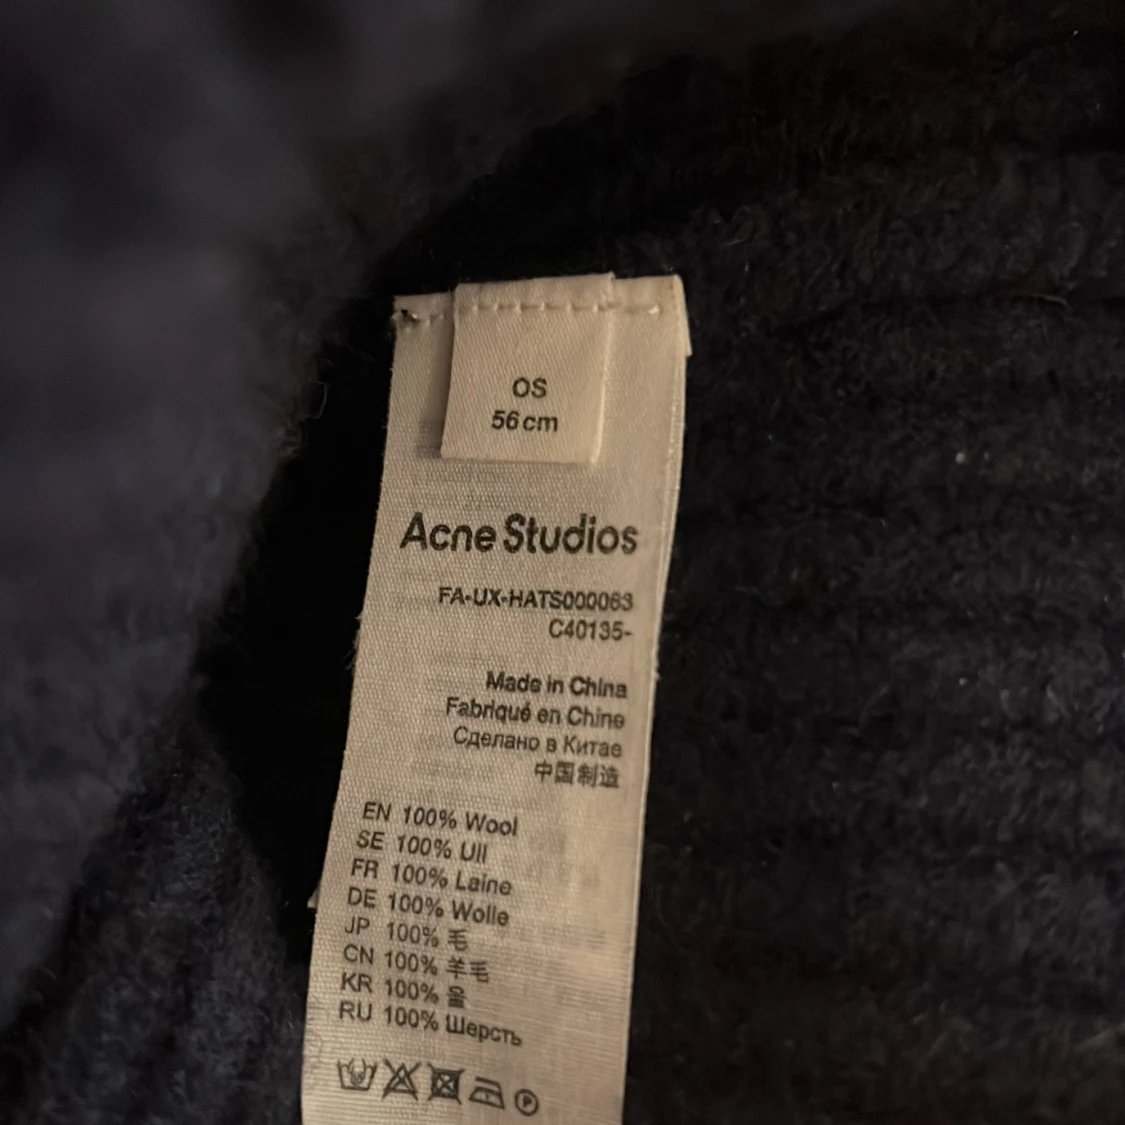 OS
56 cm
Acne Studios
FA-UX-HATS000063
C40135-
Made in China
Fabriqué en Chine
Сделано в Китае
中国制造
EN 100% Wool
SE 100% Ull
FR 100% Laine
DE 100% Wolle
JP 100% 毛
CN 100% 羊毛
KR 100% 울
RU 100% Шерсть
P